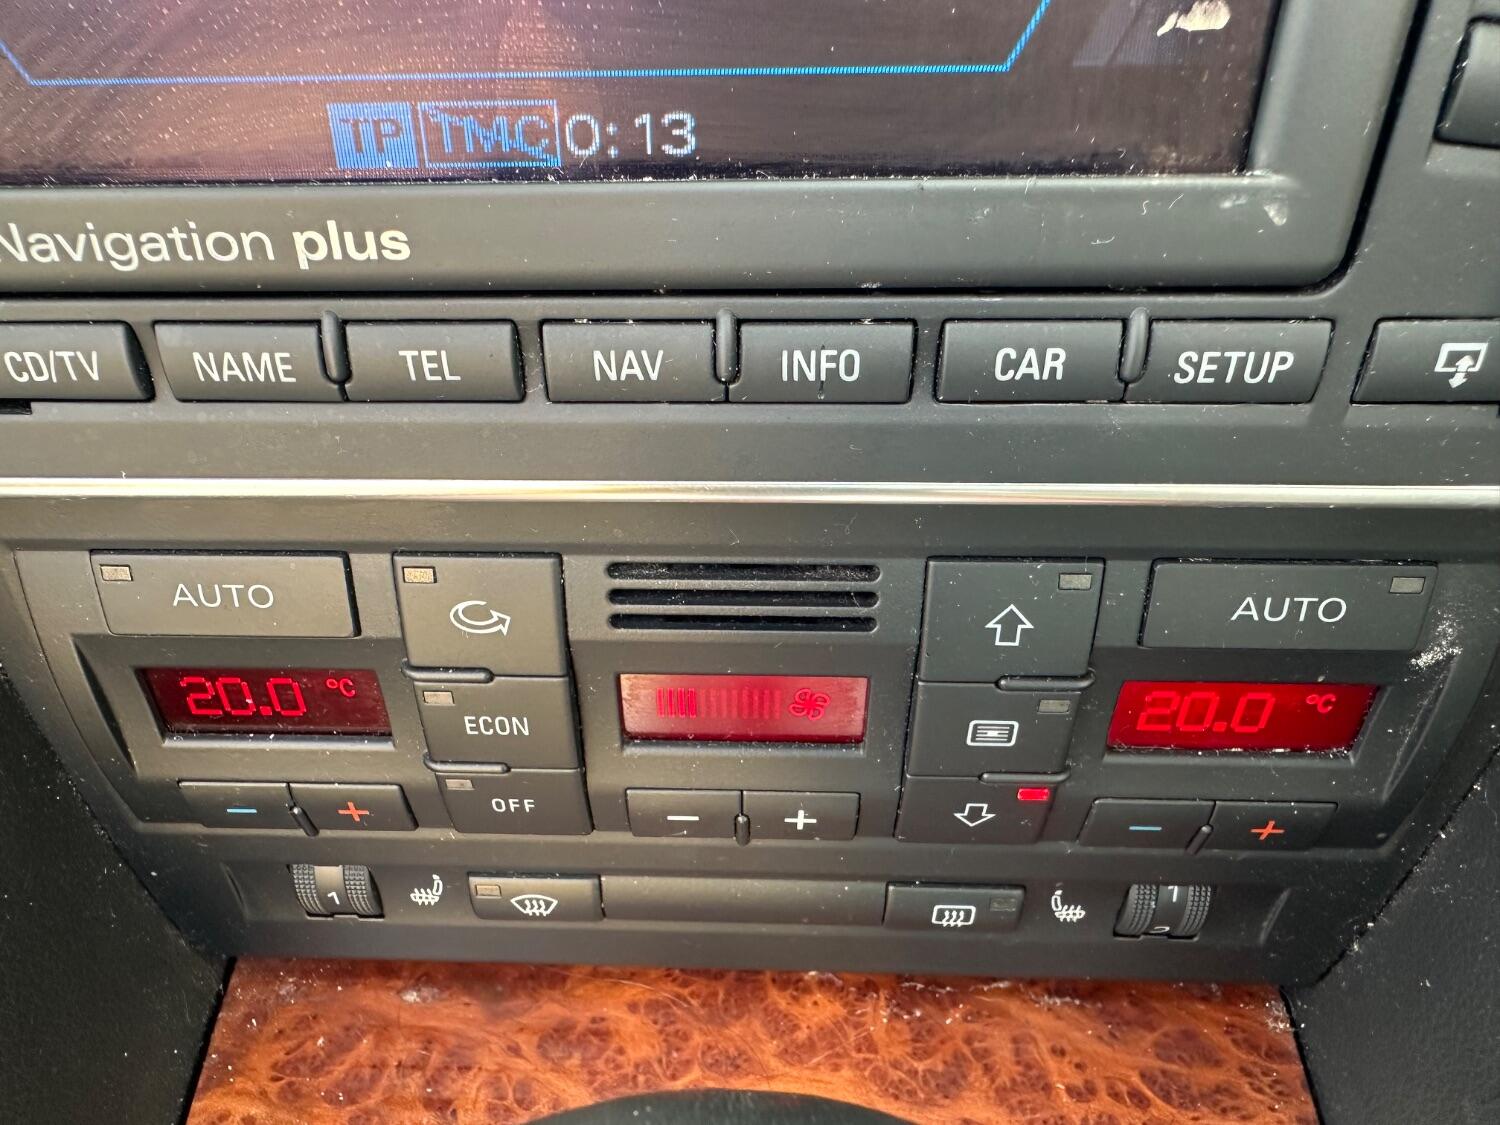 TP TMC 0:13
Navigation plus
CD/TV NAME TEL NAV INFO CAR SETUP
AUTO AUTO
20.0 °C 20.0 °C
ECON
OFF
- + - + - +
1 1
2